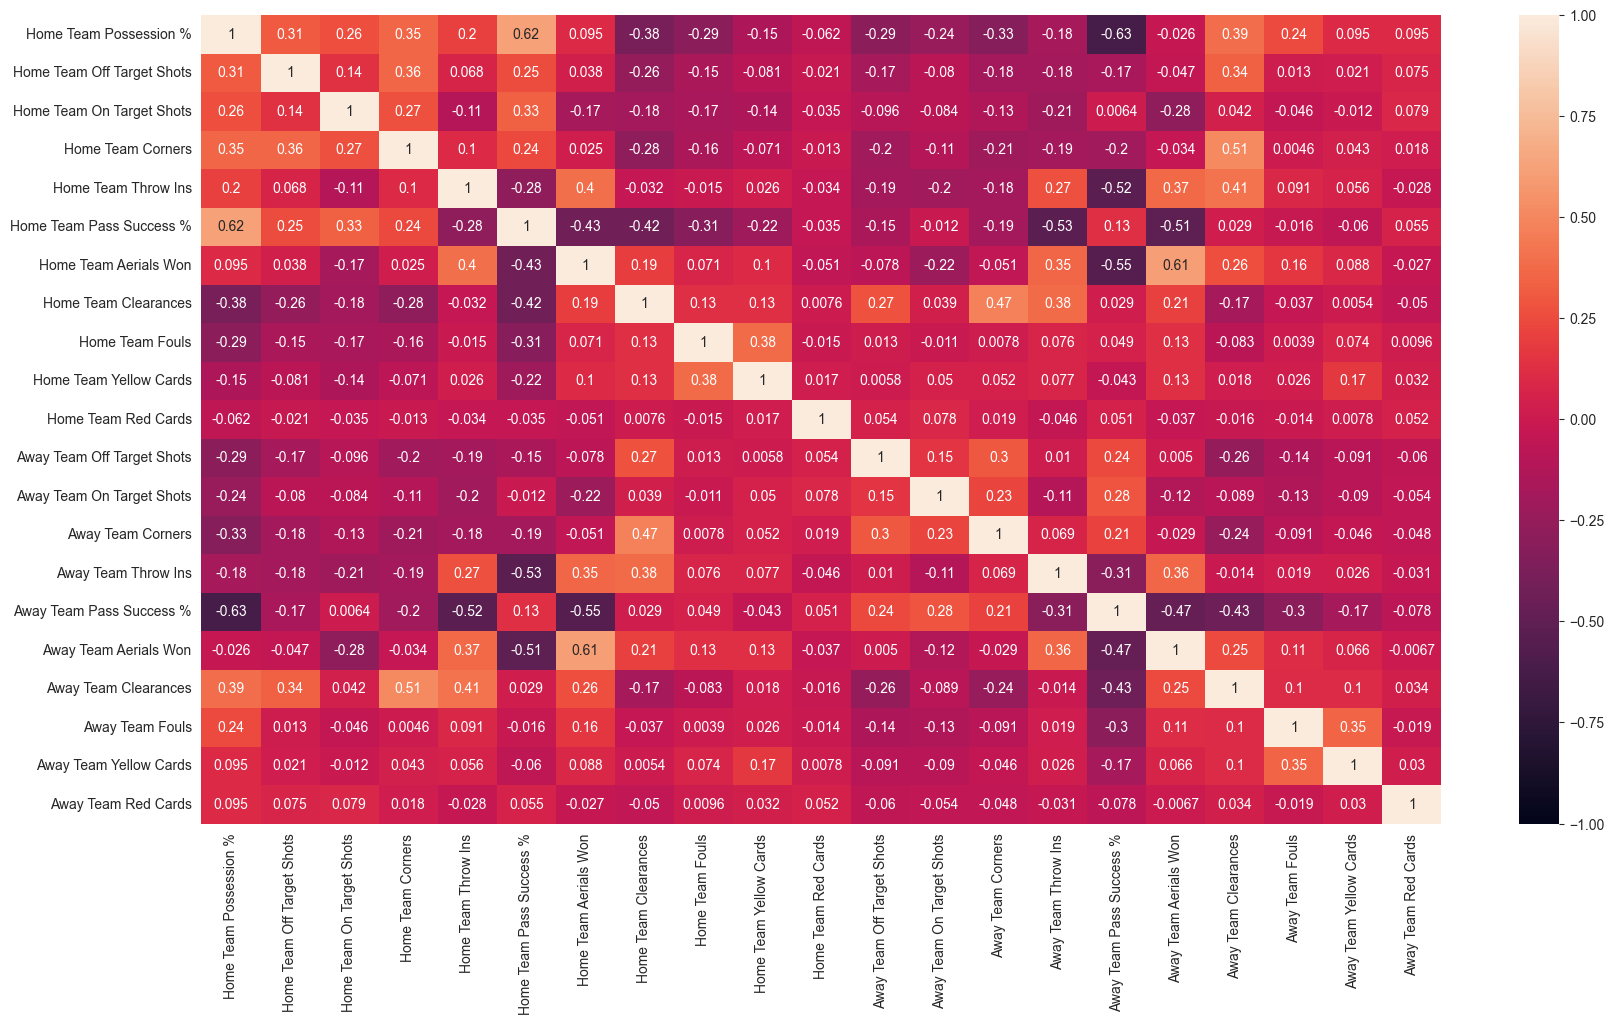 Home Team Possession % 1 0.31 0.26 0.35 0.2 0.62 0.095 -0.38 -0.29 -0.15 -0.062 -0.29 -0.24 -0.33 -0.18 -0.63 -0.026 0.39 0.24 0.095 0.095
Home Team Off Target Shots 0.31 1 0.14 0.36 0.068 0.25 0.038 -0.26 -0.15 -0.081 -0.021 -0.17 -0.08 -0.18 -0.18 -0.17 -0.047 0.34 0.013 0.021 0.075
Home Team On Target Shots 0.26 0.14 1 0.27 -0.11 0.33 -0.17 -0.18 -0.17 -0.14 -0.035 -0.096 -0.084 -0.13 -0.21 0.0064 -0.28 0.042 -0.046 -0.012 0.079
Home Team Corners 0.35 0.36 0.27 1 0.1 0.24 0.025 -0.28 -0.16 -0.071 -0.013 -0.2 -0.11 -0.21 -0.19 -0.2 -0.034 0.51 0.0046 0.043 0.018
Home Team Throw Ins 0.2 0.068 -0.11 0.1 1 -0.28 0.4 -0.032 -0.015 0.026 -0.034 -0.19 -0.2 -0.18 0.27 -0.52 0.37 0.41 0.091 0.056 -0.028
Home Team Pass Success % 0.62 0.25 0.33 0.24 -0.28 1 -0.43 -0.42 -0.31 -0.22 -0.035 -0.15 -0.012 -0.19 -0.53 0.13 -0.51 0.029 -0.016 -0.06 0.055
Home Team Aerials Won 0.095 0.038 -0.17 0.025 0.4 -0.43 1 0.19 0.071 0.1 -0.051 -0.078 -0.22 -0.051 0.35 -0.55 0.61 0.26 0.16 0.088 -0.027
Home Team Clearances -0.38 -0.26 -0.18 -0.28 -0.032 -0.42 0.19 1 0.13 0.13 0.0076 0.27 0.039 0.47 0.38 0.029 0.21 -0.17 -0.037 0.0054 -0.05
Home Team Fouls -0.29 -0.15 -0.17 -0.16 -0.015 -0.31 0.071 0.13 1 0.38 -0.015 0.013 -0.011 0.0078 0.076 0.049 0.13 -0.083 0.0039 0.074 0.0096
Home Team Yellow Cards -0.15 -0.081 -0.14 -0.071 0.026 -0.22 0.1 0.13 0.38 1 0.017 0.0058 0.05 0.052 0.077 -0.043 0.13 0.018 0.026 0.17 0.032
Home Team Red Cards -0.062 -0.021 -0.035 -0.013 -0.034 -0.035 -0.051 0.0076 -0.015 0.017 1 0.054 0.078 0.019 -0.046 0.051 -0.037 -0.016 -0.014 0.0078 0.052
Away Team Off Target Shots -0.29 -0.17 -0.096 -0.2 -0.19 -0.15 -0.078 0.27 0.013 0.0058 0.054 1 0.15 0.3 0.01 0.24 0.005 -0.26 -0.14 -0.091 -0.06
Away Team On Target Shots -0.24 -0.08 -0.084 -0.11 -0.2 -0.012 -0.22 0.039 -0.011 0.05 0.078 0.15 1 0.23 -0.11 0.28 -0.12 -0.089 -0.13 -0.09 -0.054
Away Team Corners -0.33 -0.18 -0.13 -0.21 -0.18 -0.19 -0.051 0.47 0.0078 0.052 0.019 0.3 0.23 1 0.069 0.21 -0.029 -0.24 -0.091 -0.046 -0.048
Away Team Throw Ins -0.18 -0.18 -0.21 -0.19 0.27 -0.53 0.35 0.38 0.076 0.077 -0.046 0.01 -0.11 0.069 1 -0.31 0.36 -0.014 0.019 0.026 -0.031
Away Team Pass Success % -0.63 -0.17 0.0064 -0.2 -0.52 0.13 -0.55 0.029 0.049 -0.043 0.051 0.24 0.28 0.21 -0.31 1 -0.47 -0.43 -0.3 -0.17 -0.078
Away Team Aerials Won -0.026 -0.047 -0.28 -0.034 0.37 -0.51 0.61 0.21 0.13 0.13 -0.037 0.005 -0.12 -0.029 0.36 -0.47 1 0.25 0.11 0.066 -0.0067
Away Team Clearances 0.39 0.34 0.042 0.51 0.41 0.029 0.26 -0.17 -0.083 0.018 -0.016 -0.26 -0.089 -0.24 -0.014 -0.43 0.25 1 0.1 0.1 0.034
Away Team Fouls 0.24 0.013 -0.046 0.0046 0.091 -0.016 0.16 -0.037 0.0039 0.026 -0.014 -0.14 -0.13 -0.091 0.019 -0.3 0.11 0.1 1 0.35 -0.019
Away Team Yellow Cards 0.095 0.021 -0.012 0.043 0.056 -0.06 0.088 0.0054 0.074 0.17 0.0078 -0.091 -0.09 -0.046 0.026 -0.17 0.066 0.1 0.35 1 0.03
Away Team Red Cards 0.095 0.075 0.079 0.018 -0.028 0.055 -0.027 -0.05 0.0096 0.032 0.052 -0.06 -0.054 -0.048 -0.031 -0.078 -0.0067 0.034 -0.019 0.03 1
Home Team Possession %
Home Team Off Target Shots
Home Team On Target Shots
Home Team Corners
Home Team Throw Ins
Home Team Pass Success %
Home Team Aerials Won
Home Team Clearances
Home Team Fouls
Home Team Yellow Cards
Home Team Red Cards
Away Team Off Target Shots
Away Team On Target Shots
Away Team Corners
Away Team Throw Ins
Away Team Pass Success %
Away Team Aerials Won
Away Team Clearances
Away Team Fouls
Away Team Yellow Cards
Away Team Red Cards
1.00
0.75
0.50
0.25
0.00
−0.25
−0.50
−0.75
−1.00